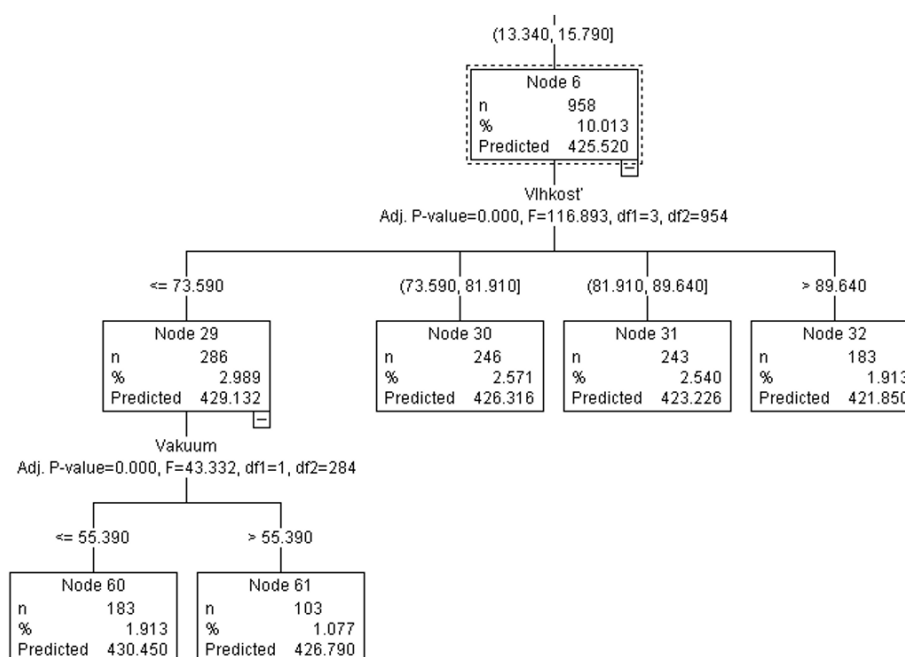 (13.340, 15.790]
Node 6
n 958
% 10.013
Predicted 425.520
Vlhkosť
Adj. P-value=0.000, F=116.893, df1=3, df2=954
<= 73.590
(73.590, 81.910]
(81.910, 89.640]
> 89.640
Node 29
n 286
% 2.989
Predicted 429.132
Node 30
n 246
% 2.571
Predicted 426.316
Node 31
n 243
% 2.540
Predicted 423.226
Node 32
n 183
% 1.913
Predicted 421.850
Vakuum
Adj. P-value=0.000, F=43.332, df1=1, df2=284
<= 55.390
> 55.390
Node 60
n 183
% 1.913
Predicted 430.450
Node 61
n 103
% 1.077
Predicted 426.790